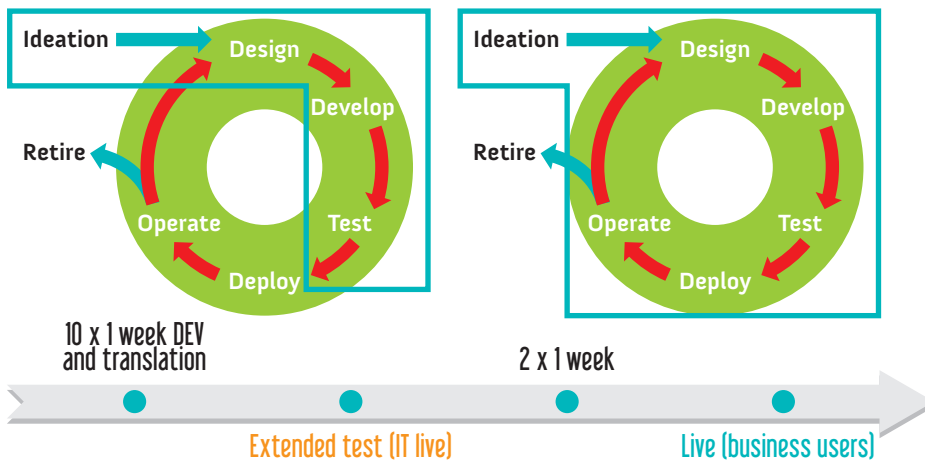 Ideation
Design
Develop
Retire
Operate
Test
Deploy
Ideation
Design
Develop
Retire
Operate
Test
Deploy
10 x 1 week DEV
and translation
2 x 1 week
Extended test (IT live)
Live (business users)